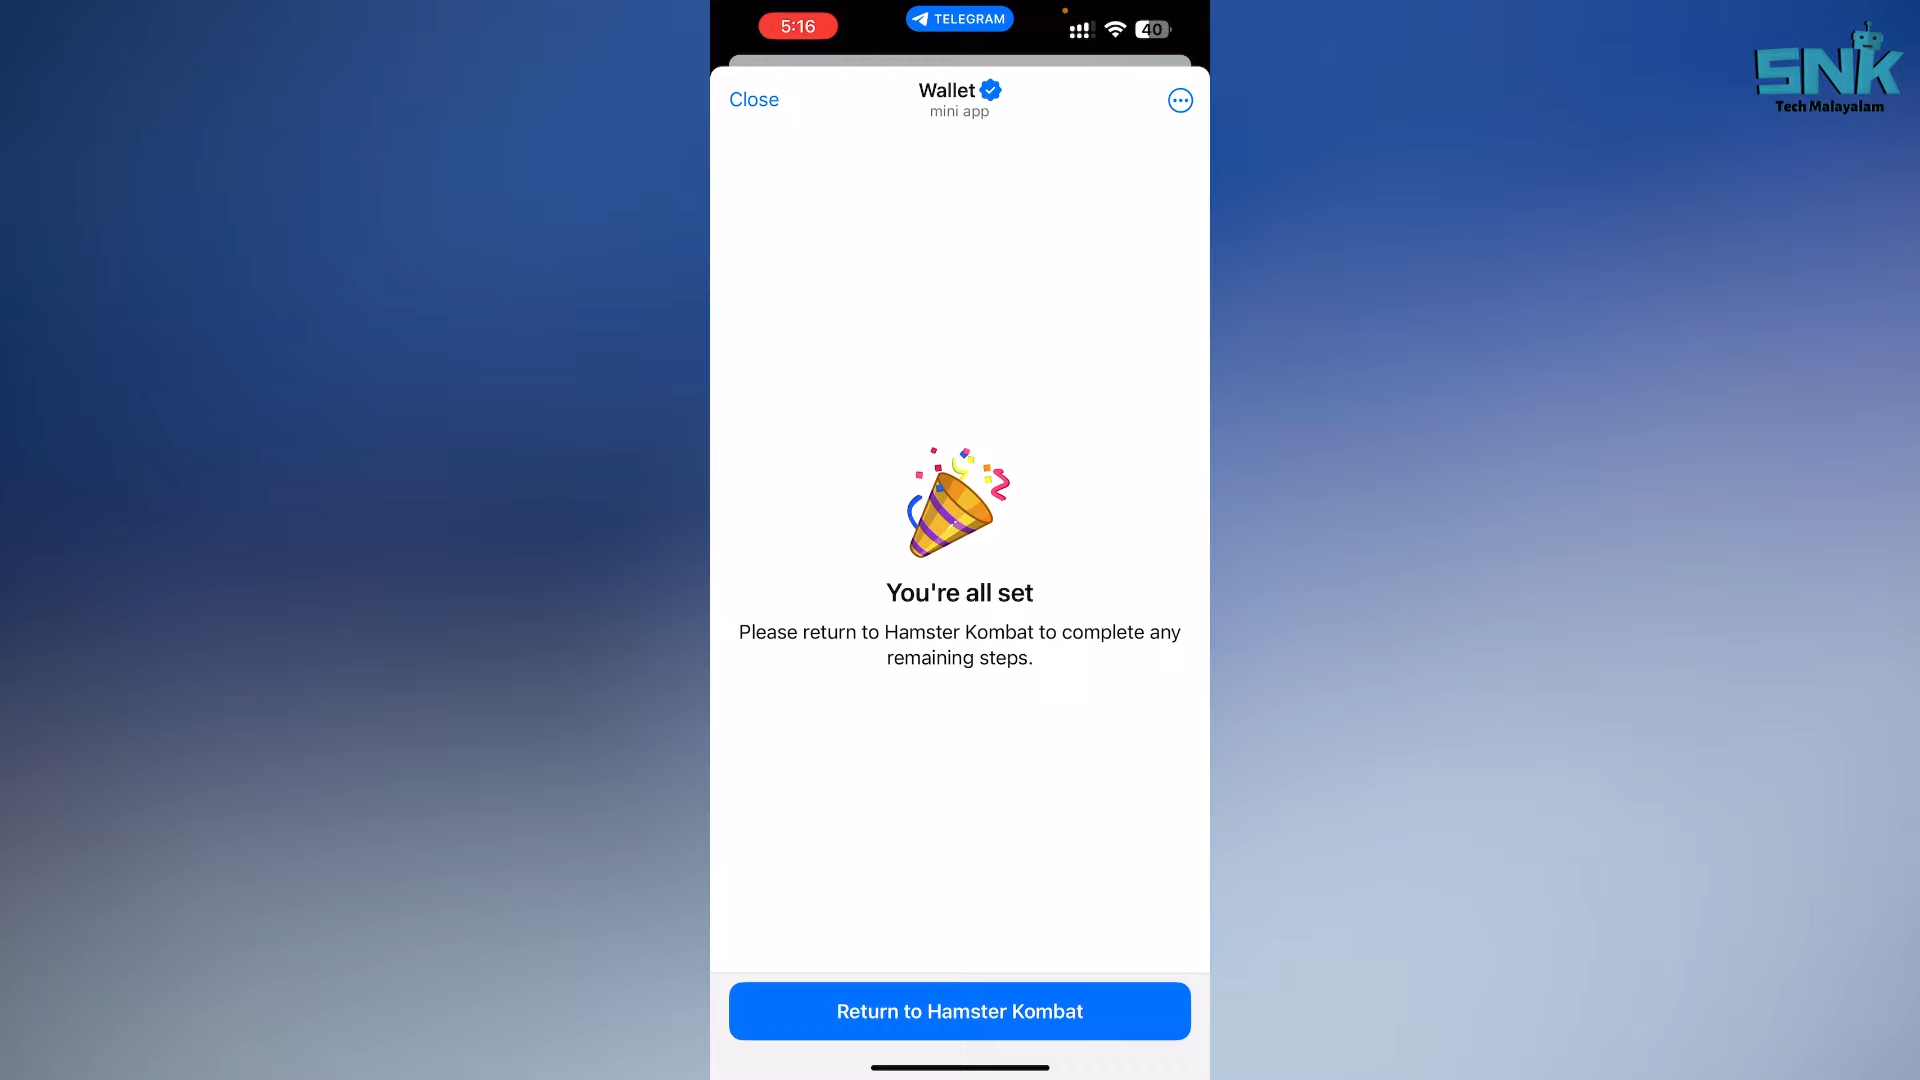 5:16
TELEGRAM
40
SNK
Tech Malayalam
Close
Wallet
mini app
You're all set
Please return to Hamster Kombat to complete any
remaining steps.
Return to Hamster Kombat